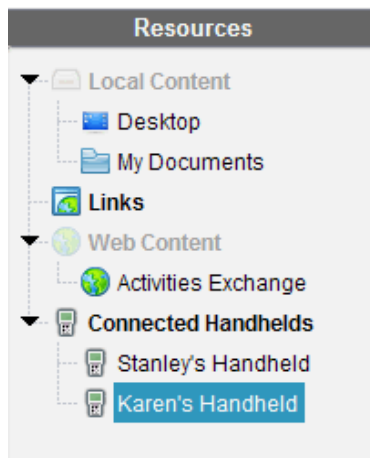 Resources
Local Content
Desktop
My Documents
Links
Web Content
Activities Exchange
Connected Handhelds
Stanley's Handheld
Karen's Handheld